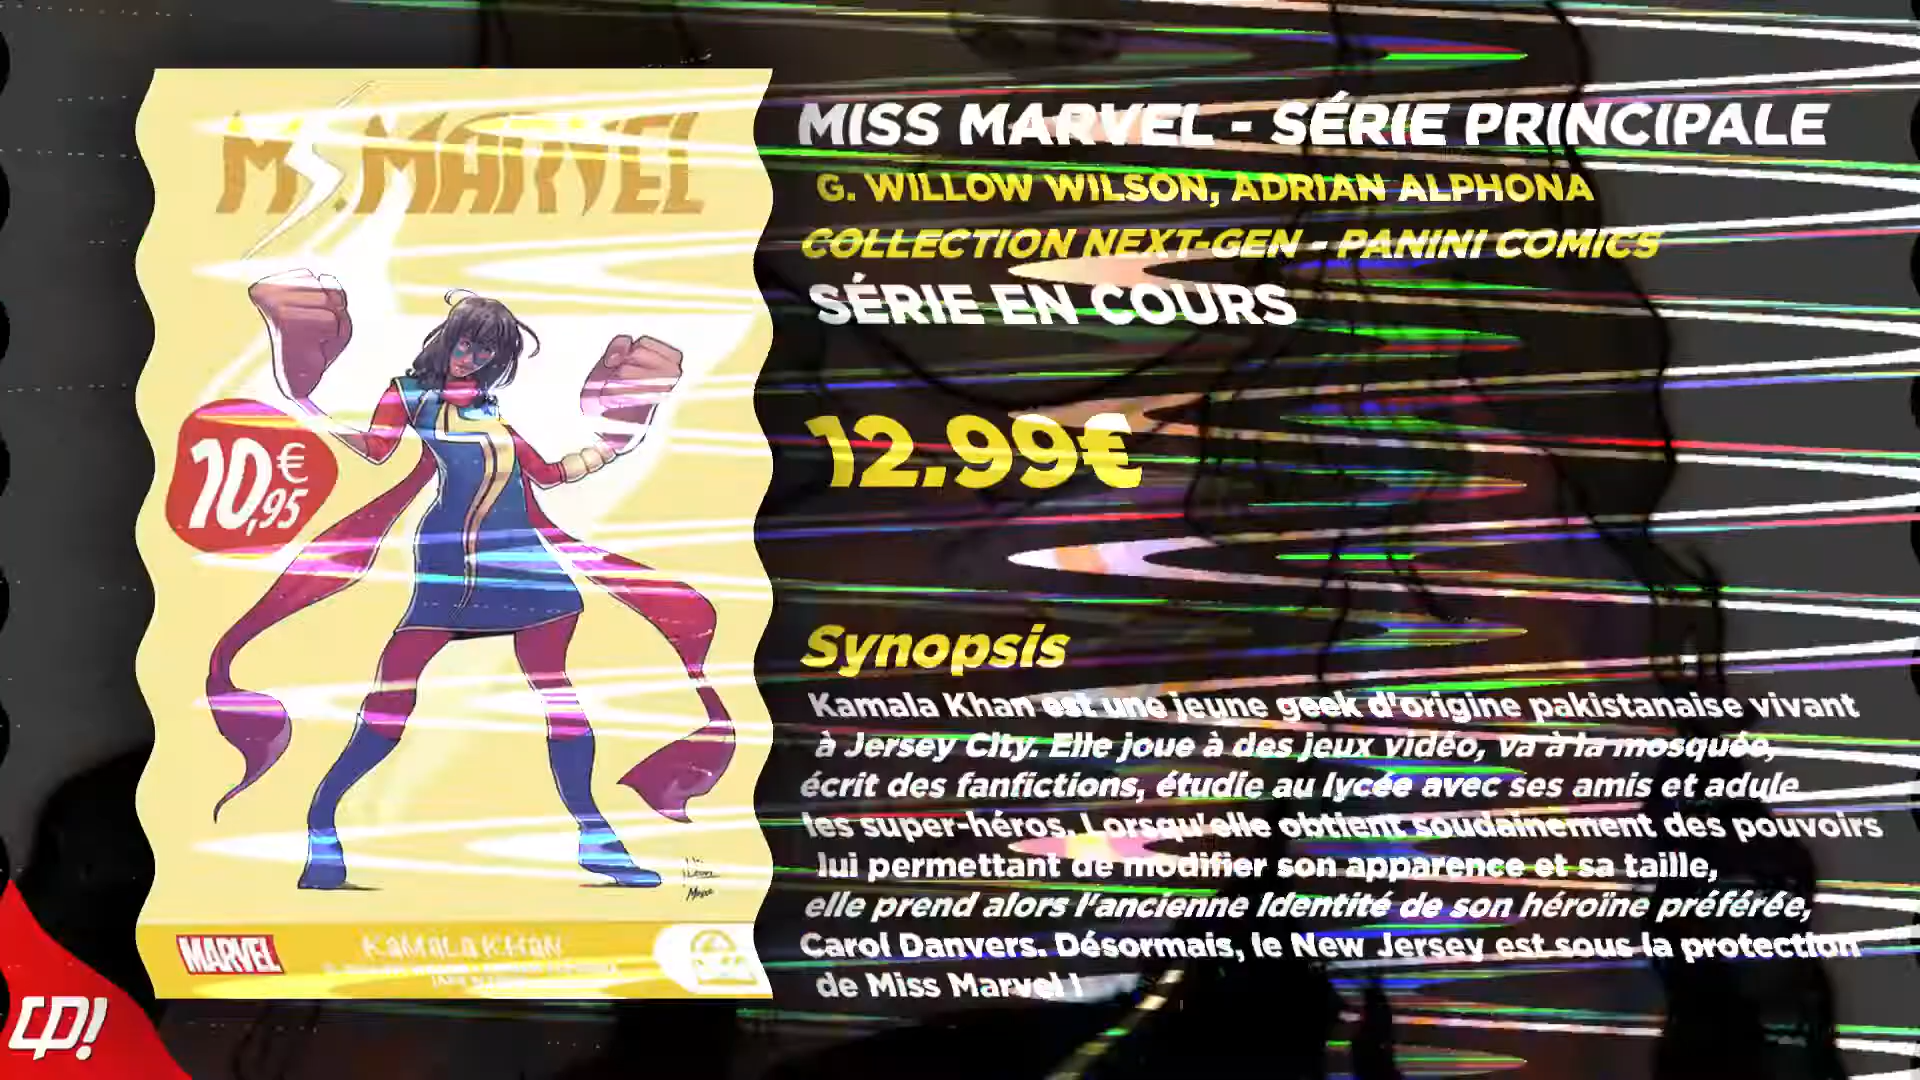 MS. MARVEL
10,95 €
MARVEL
KAMALA KHAN
MISS MARVEL - SÉRIE PRINCIPALE
G. WILLOW WILSON, ADRIAN ALPHONA
COLLECTION NEXT-GEN - PANINI COMICS
SÉRIE EN COURS
12.99€
Synopsis
Kamala Khan est une jeune geek d'origine pakistanaise vivant
à Jersey City. Elle joue à des jeux vidéo, va à la mosquée,
écrit des fanfictions, étudie au lycée avec ses amis et adule
les super-héros. Lorsqu'elle obtient soudainement des pouvoirs
lui permettant de modifier son apparence et sa taille,
elle prend alors l'ancienne identité de son héroïne préférée,
Carol Danvers. Désormais, le New Jersey est sous la protection
de Miss Marvel !